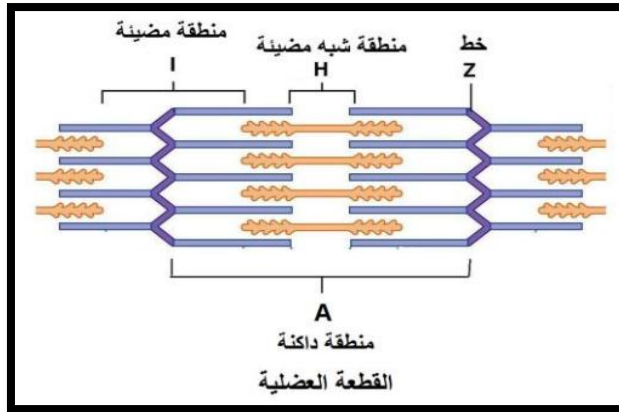 منطقة مضيئة
I
منطقة شبه مضيئة
H
خط
Z
A
منطقة داكنة
القطعة العضلية